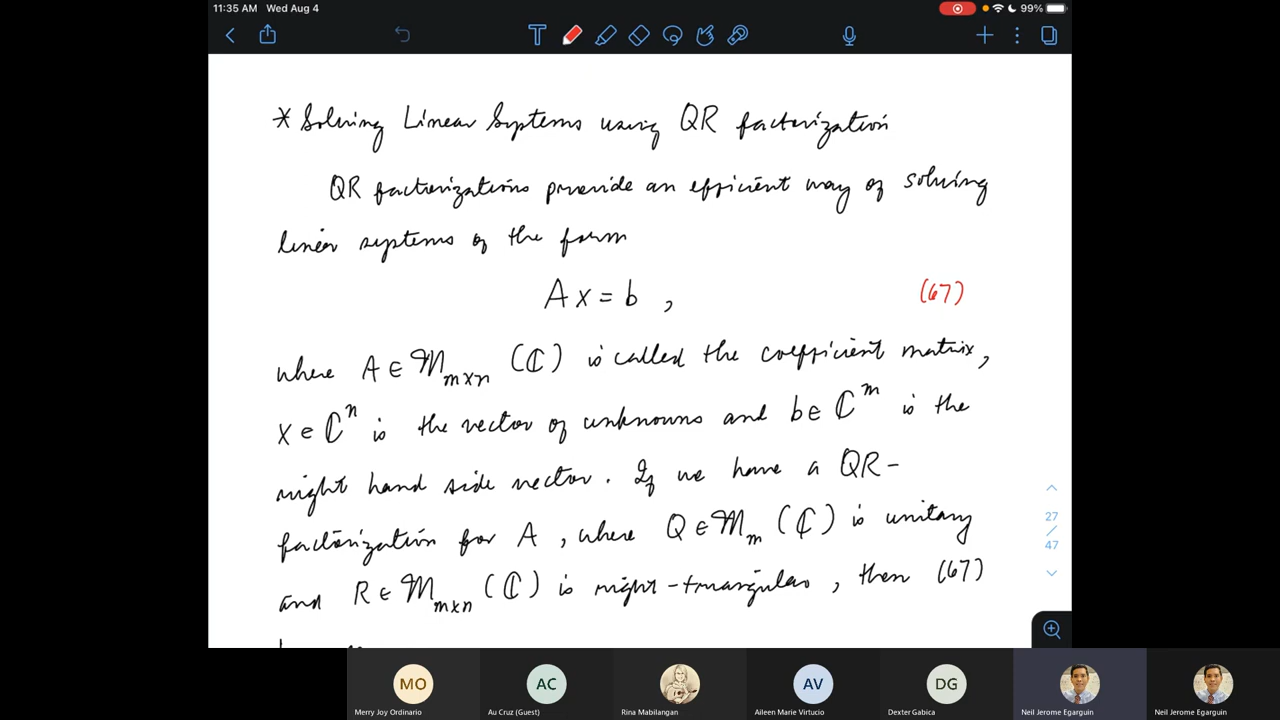 11:35 AM Wed Aug 4
99%
* Solving Linear Systems using QR factorization
QR factorizations provide an efficient way of solving
linear systems of the form
Ax = b , (67)
where A ∈ M_{m×n} (ℂ) is called the coefficient matrix,
x ∈ ℂ^n is the vector of unknowns and b ∈ ℂ^m is the
right hand side vector. If we have a QR-
factorization for A , where Q ∈ M_m (ℂ) is unitary
and R ∈ M_{m×n} (ℂ) is right-triangular, then (67)
27
/
47
MO AC AV DG
Merry Joy Ordinario Au Cruz (Guest) Rina Mabilangan Aileen Marie Virtucio Dexter Gabica Neil Jerome Egarguin Neil Jerome Egarguin